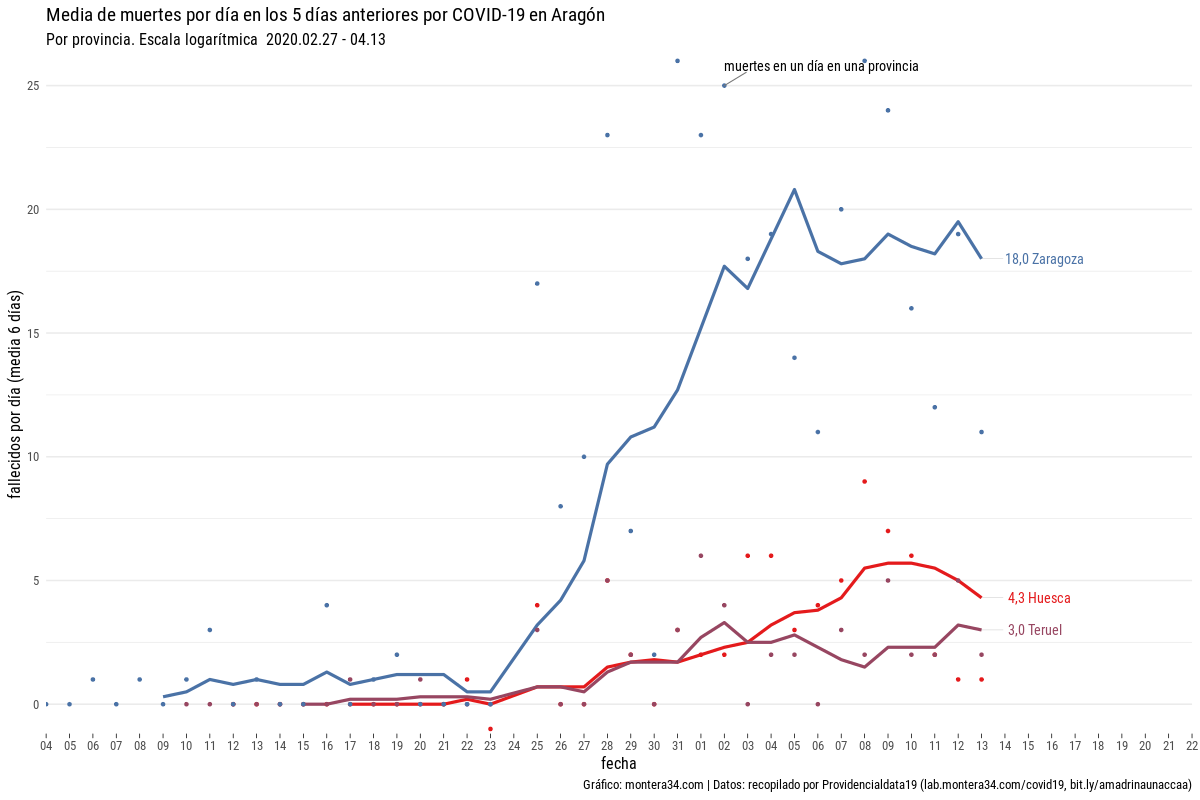 Media de muertes por día en los 5 días anteriores por COVID-19 en Aragón
Por provincia. Escala logarítmica 2020.02.27 - 04.13
muertes en un día en una provincia
25
20
15
10
5
0
fallecidos por día (media 6 días)
18,0 Zaragoza
4,3 Huesca
3,0 Teruel
04 05 06 07 08 09 10 11 12 13 14 15 16 17 18 19 20 21 22 23 24 25 26 27 28 29 30 31 01 02 03 04 05 06 07 08 09 10 11 12 13 14 15 16 17 18 19 20 21 22
fecha
Gráfico: montera34.com | Datos: recopilado por Providencialdata19 (lab.montera34.com/covid19, bit.ly/amadrinaunaccaa)